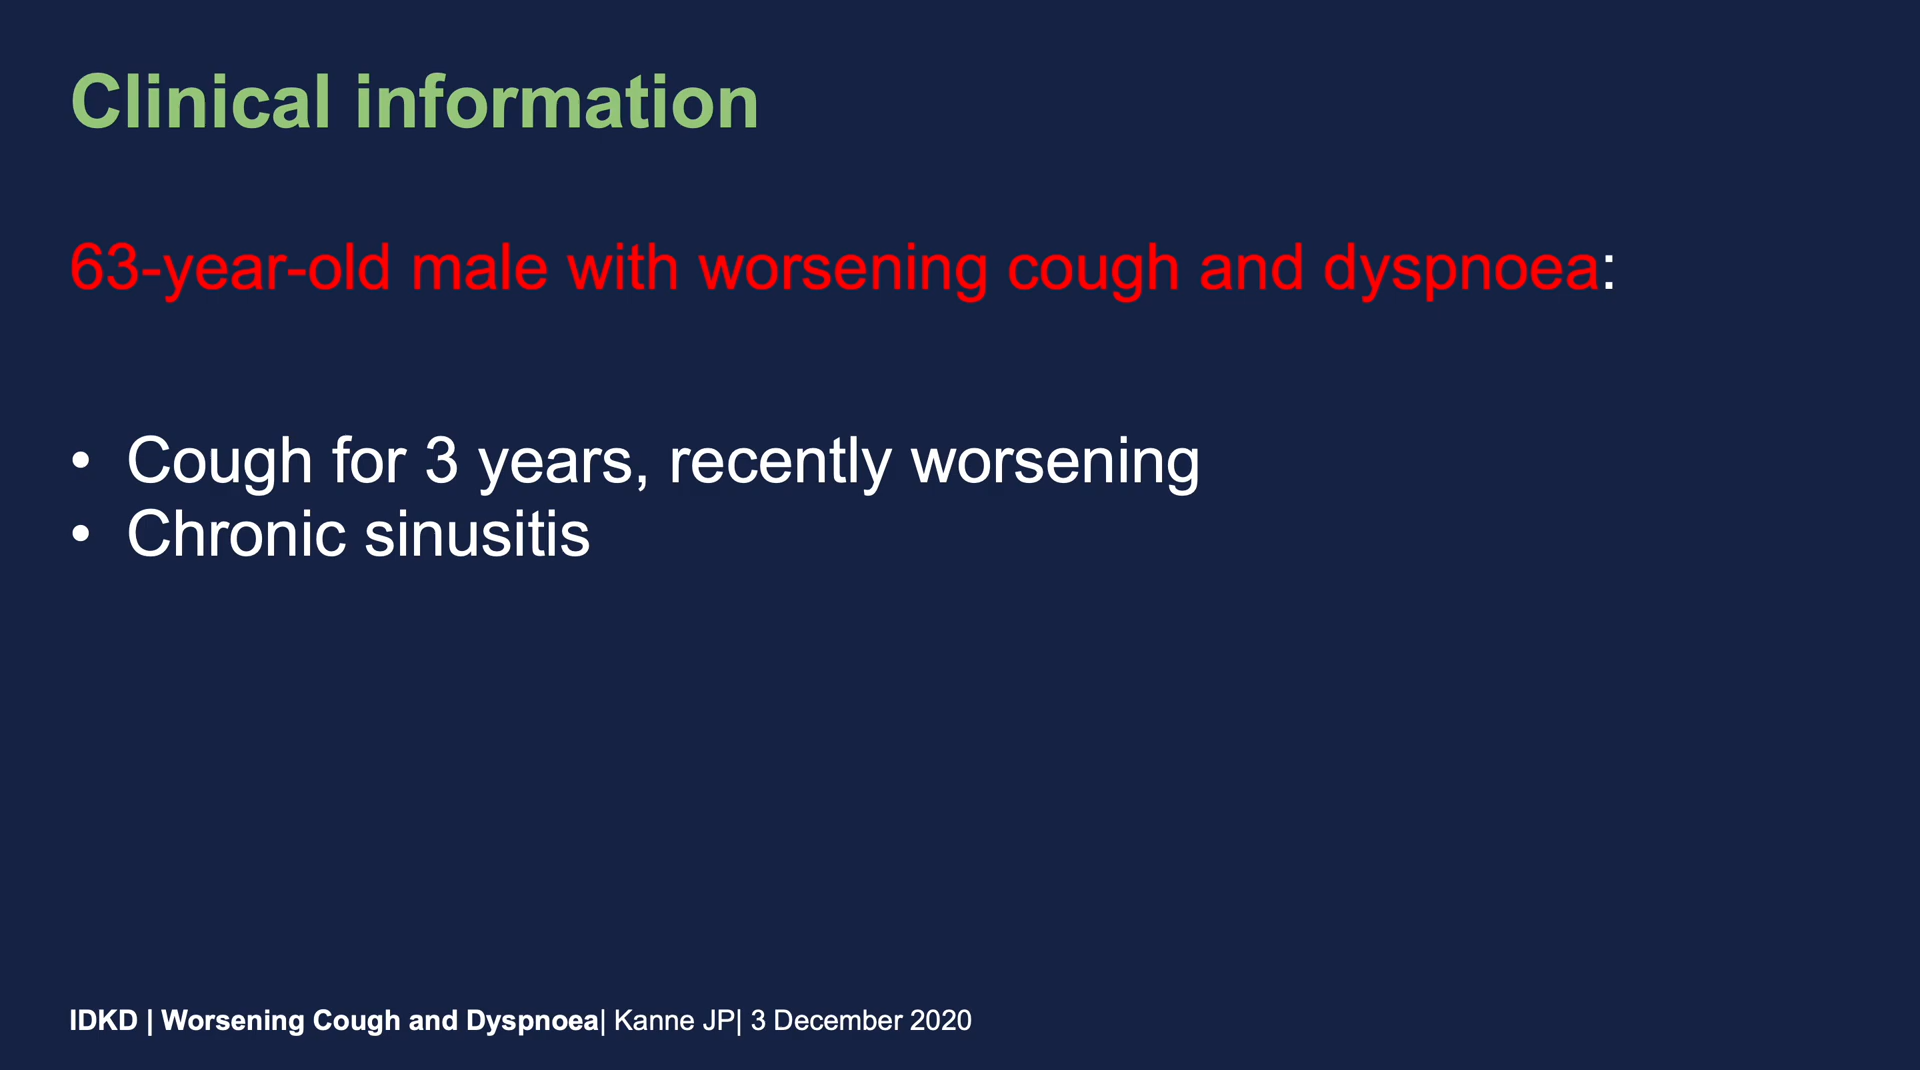 Clinical information
63-year-old male with worsening cough and dyspnoea:
• Cough for 3 years, recently worsening
• Chronic sinusitis
IDKD | Worsening Cough and Dyspnoea| Kanne JP| 3 December 2020